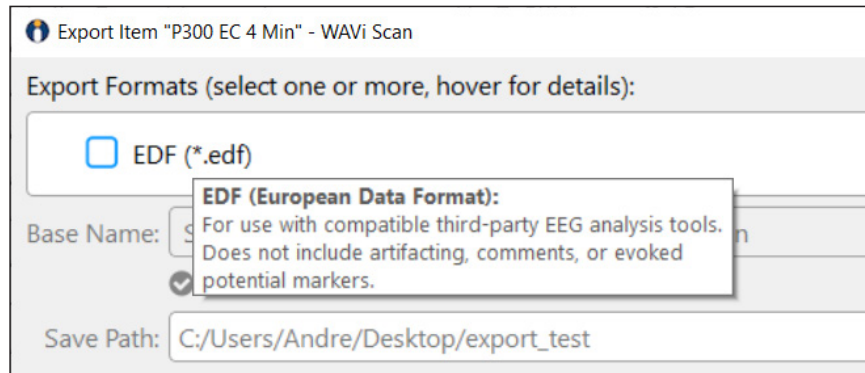 Export Item "P300 EC 4 Min" - WAVi Scan
Export Formats (select one or more, hover for details):
EDF (*.edf)
EDF (European Data Format):
For use with compatible third-party EEG analysis tools.
Does not include artifacting, comments, or evoked
potential markers.
Base Name:
Save Path: C:/Users/Andre/Desktop/export_test